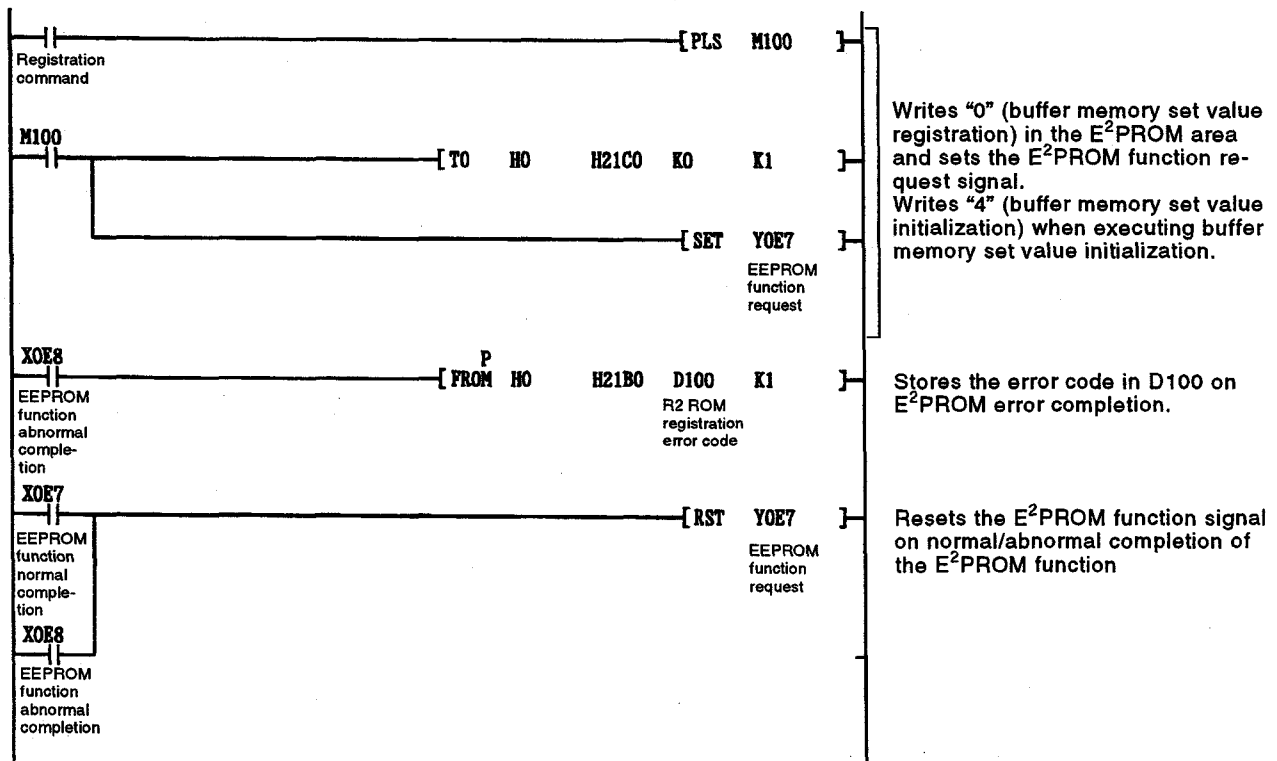 [ PLS M100 ]
Registration
command
M100
[ TO H0 H21C0 K0 K1 ]
[ SET Y0E7 ]
EEPROM
function
request
Writes “0” (buffer memory set value
registration) in the E²PROM area
and sets the E²PROM function re-
quest signal.
Writes “4” (buffer memory set value
initialization) when executing buffer
memory set value initialization.
X0E8
P
[ FROM H0 H21B0 D100 K1 ]
EEPROM
function
abnormal
comple-
tion
R2 ROM
registration
error code
Stores the error code in D100 on
E²PROM error completion.
X0E7
[ RST Y0E7 ]
EEPROM
function
normal
comple-
tion
EEPROM
function
request
Resets the E²PROM function signal
on normal/abnormal completion of
the E²PROM function
X0E8
EEPROM
function
abnormal
completion